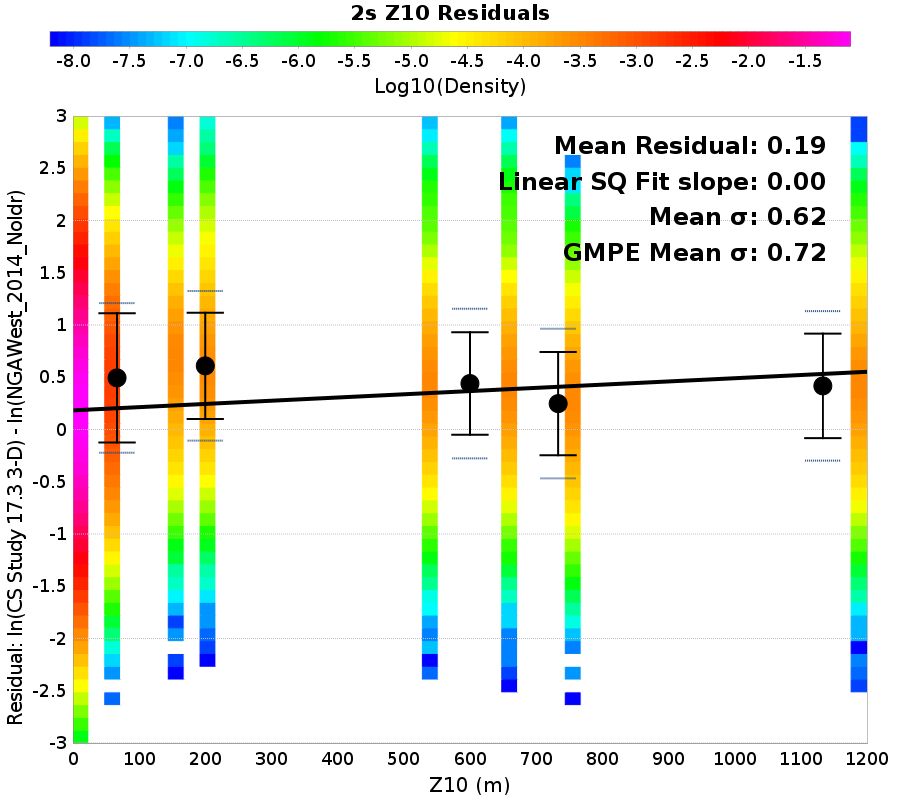 2s Z10 Residuals
-8.0 -7.5 -7.0 -6.5 -6.0 -5.5 -5.0 -4.5 -4.0 -3.5 -3.0 -2.5 -2.0 -1.5
Log10(Density)
Mean Residual: 0.19
Linear SQ Fit slope: 0.00
Mean σ: 0.62
GMPE Mean σ: 0.72
Residual: ln(CS Study 17.3 3-D) - ln(NGAWest_2014_NoIdr)
3
2.5
2
1.5
1
0.5
0
-0.5
-1
-1.5
-2
-2.5
-3
0 100 200 300 400 500 600 700 800 900 1000 1100 1200
Z10 (m)